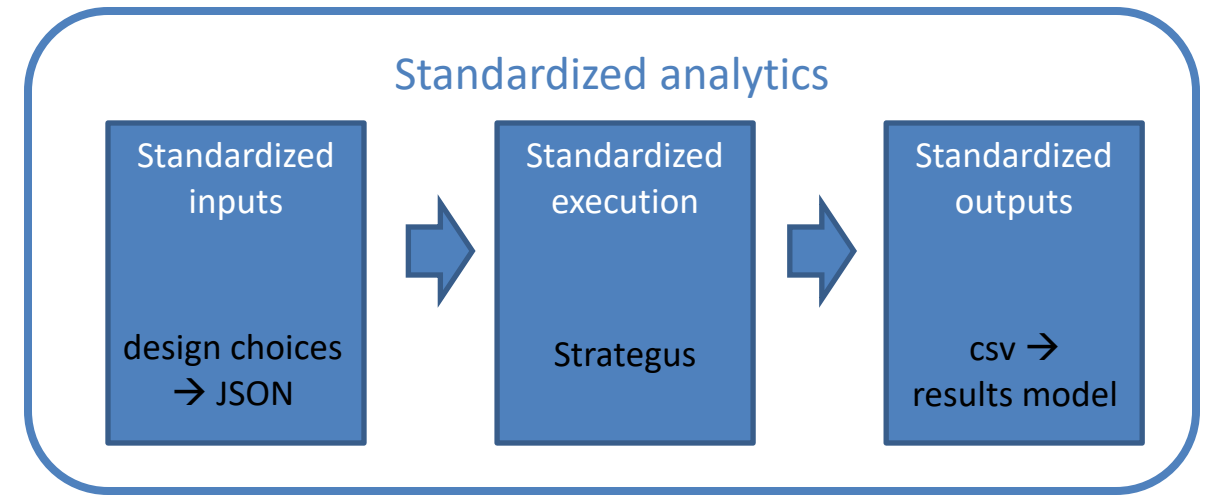 Standardized analytics
Standardized
inputs
design choices
→ JSON
Standardized
execution
Strategus
Standardized
outputs
csv →
results model